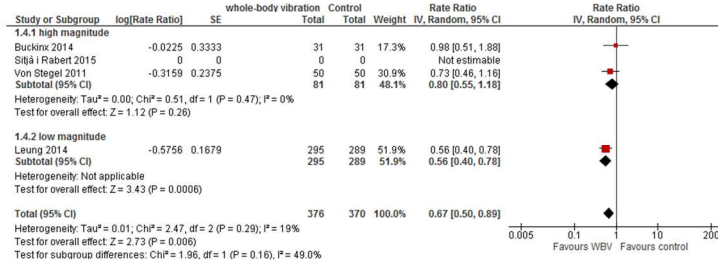 whole-body vibration Control Rate Ratio Rate Ratio
Study or Subgroup log[Rate Ratio] SE Total Total Weight IV, Random, 95% CI IV, Random, 95% CI
1.4.1 high magnitude
Buckinx 2014 -0.0225 0.3333 31 31 17.3% 0.98 [0.51, 1.88]
Sitjà i Rabert 2015 0 0 0 0 Not estimable
Von Stegel 2011 -0.3159 0.2375 50 50 30.9% 0.73 [0.46, 1.16]
Subtotal (95% CI) 81 81 48.1% 0.80 [0.55, 1.18]
Heterogeneity: Tau² = 0.00; Chi² = 0.51, df = 1 (P = 0.47); I² = 0%
Test for overall effect: Z = 1.12 (P = 0.26)
1.4.2 low magnitude
Leung 2014 -0.5756 0.1679 295 289 51.9% 0.56 [0.40, 0.78]
Subtotal (95% CI) 295 289 51.9% 0.56 [0.40, 0.78]
Heterogeneity: Not applicable
Test for overall effect: Z = 3.43 (P = 0.0006)
Total (95% CI) 376 370 100.0% 0.67 [0.50, 0.89]
Heterogeneity: Tau² = 0.01; Chi² = 2.47, df = 2 (P = 0.29); I² = 19%
Test for overall effect: Z = 2.73 (P = 0.006)
Test for subgroup differences: Chi² = 1.96, df = 1 (P = 0.16), I² = 49.0%
0.005 0.1 1 10 200
Favours WBV Favours control